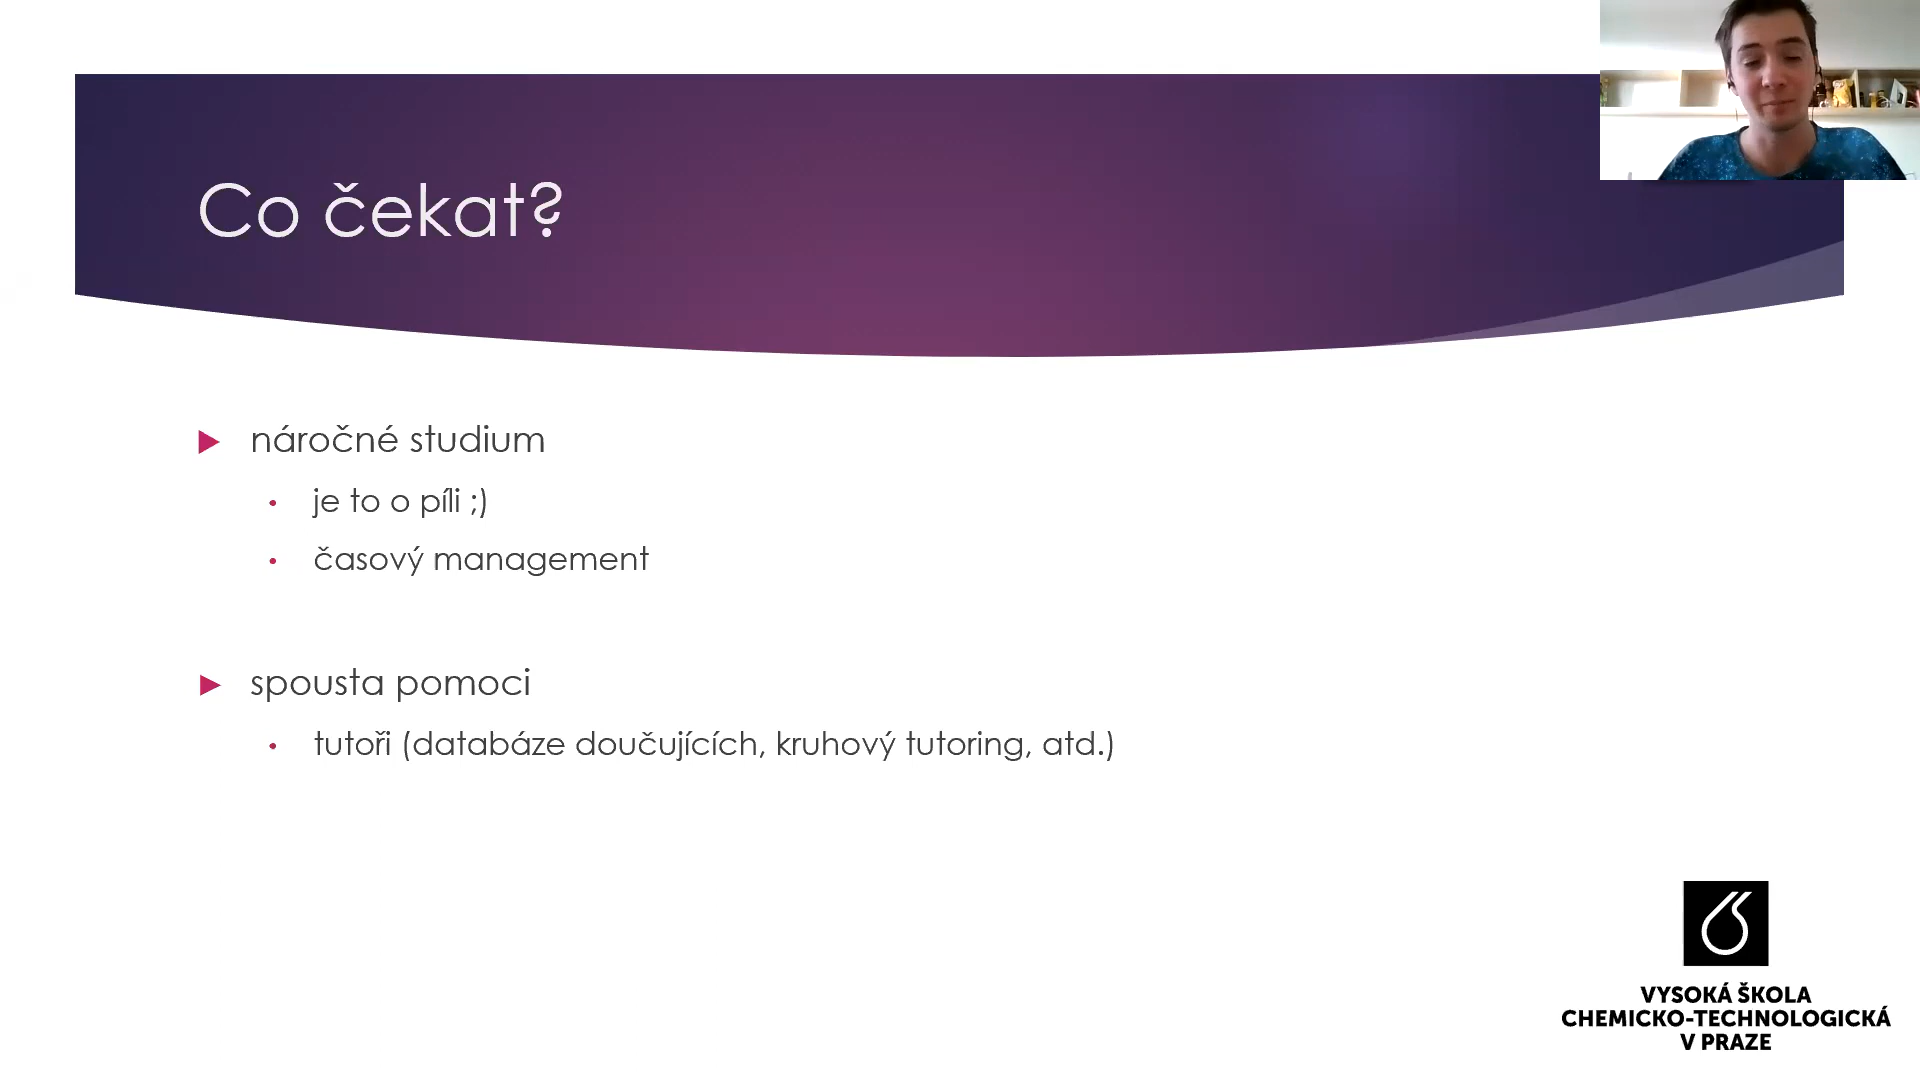 Co čekat?
náročné studium
je to o píli ;)
časový management
spousta pomoci
tutoři (databáze doučujících, kruhový tutoring, atd.)
VYSOKÁ ŠKOLA
CHEMICKO-TECHNOLOGICKÁ
V PRAZE